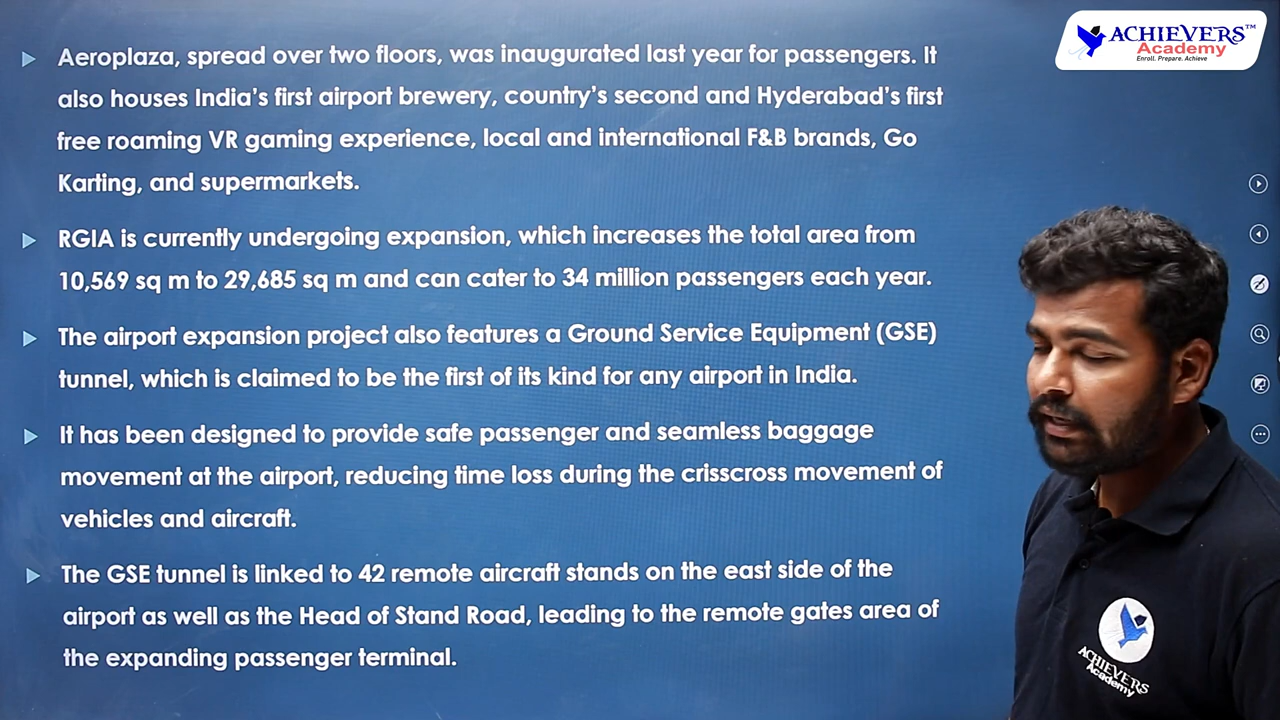 ACHIEVERS™
Academy
Enroll. Prepare. Achieve
Aeroplaza, spread over two floors, was inaugurated last year for passengers. It
also houses India's first airport brewery, country's second and Hyderabad's first
free roaming VR gaming experience, local and international F&B brands, Go
Karting, and supermarkets.
RGIA is currently undergoing expansion, which increases the total area from
10,569 sq m to 29,685 sq m and can cater to 34 million passengers each year.
The airport expansion project also features a Ground Service Equipment (GSE)
tunnel, which is claimed to be the first of its kind for any airport in India.
It has been designed to provide safe passenger and seamless baggage
movement at the airport, reducing time loss during the crisscross movement of
vehicles and aircraft.
The GSE tunnel is linked to 42 remote aircraft stands on the east side of the
airport as well as the Head of Stand Road, leading to the remote gates area of
the expanding passenger terminal.
ACHIEVERS
Academy